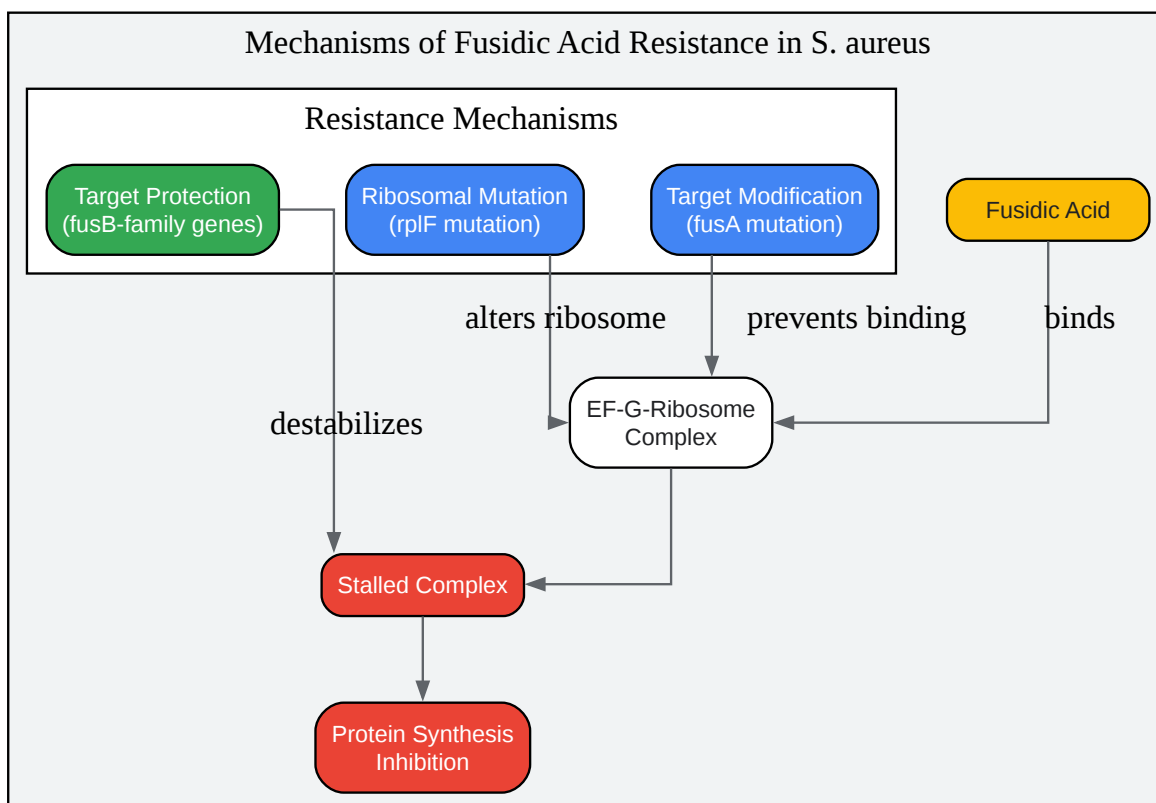 Mechanisms of Fusidic Acid Resistance in S. aureus
Resistance Mechanisms
Target Protection
(fusB-family genes)
Ribosomal Mutation
(rplF mutation)
Target Modification
(fusA mutation)
Fusidic Acid
alters ribosome
prevents binding
binds
EF-G-Ribosome
Complex
destabilizes
Stalled Complex
Protein Synthesis
Inhibition